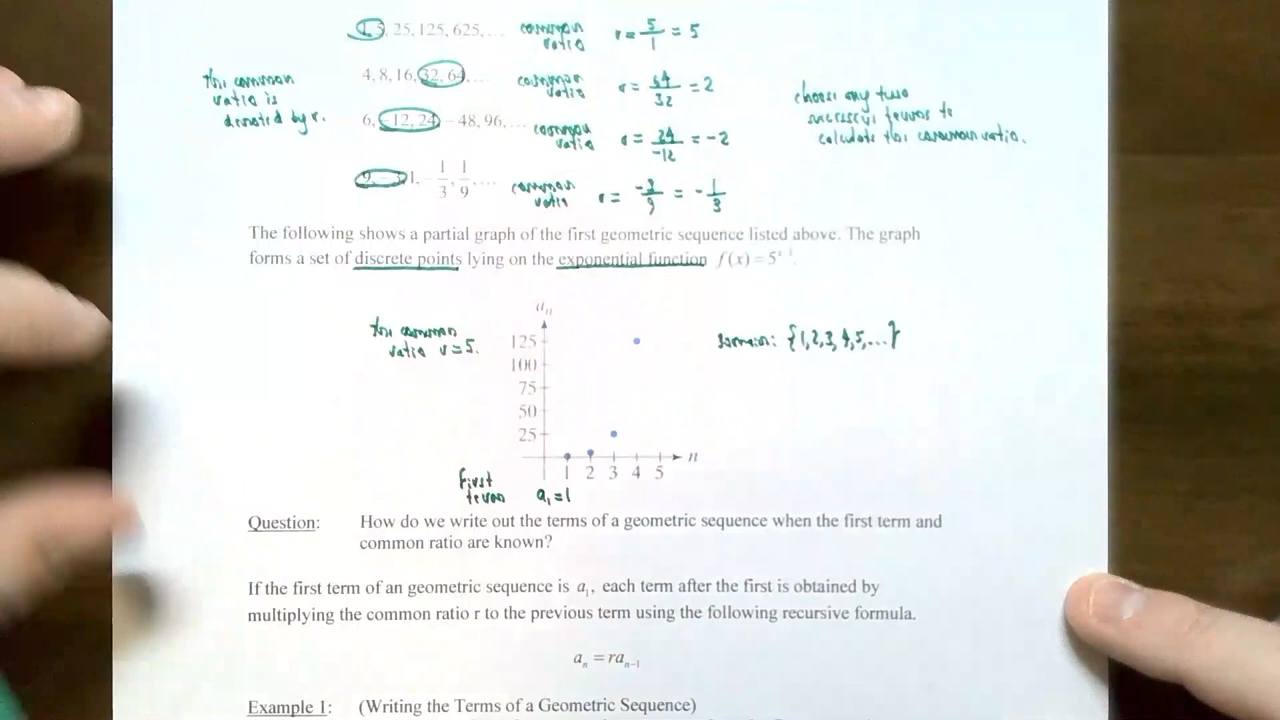 1, 5, 25, 125, 625,... common ratio r = 5/1 = 5
4, 8, 16, 32, 64,... common ratio r = 64/32 = 2
the common ratio is denoted by r.
choose any two successive terms to calculate the common ratio.
6, −12, 24, −48, 96,... common ratio r = 24/−12 = −2
9, −3, 1, −1/3, 1/9,... common ratio r = −3/9 = −1/3
The following shows a partial graph of the first geometric sequence listed above. The graph
forms a set of discrete points lying on the exponential function f(x) = 5^(x−1).
aₙ
the common
ratio r=5.
Domain: {1,2,3,4,5,...}
125
100
75
50
25
n
1 2 3 4 5
first
term a₁=1
Question: How do we write out the terms of a geometric sequence when the first term and
common ratio are known?
If the first term of an geometric sequence is a₁, each term after the first is obtained by
multiplying the common ratio r to the previous term using the following recursive formula.
aₙ = raₙ₋₁
Example 1: (Writing the Terms of a Geometric Sequence)